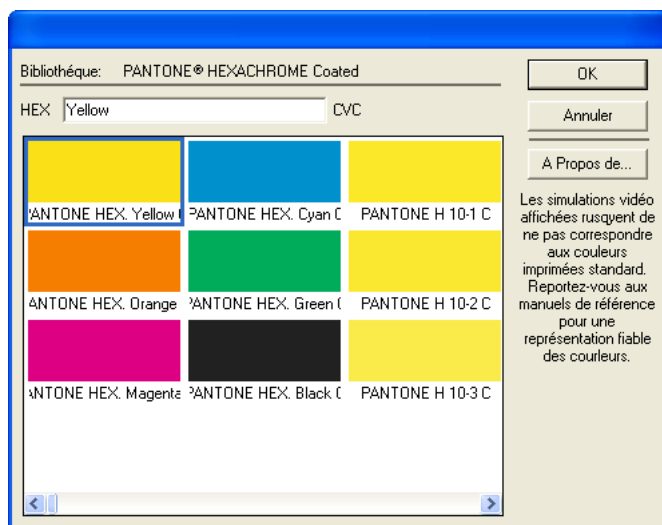 Bibliothéque: PANTONE® HEXACHROME Coated
HEX Yellow CVC
PANTONE HEX. Yellow C PANTONE HEX. Cyan C PANTONE H 10-1 C
ANTONE HEX. Orange PANTONE HEX. Green C PANTONE H 10-2 C
ANTONE HEX. Magenta PANTONE HEX. Black C PANTONE H 10-3 C
OK
Annuler
A Propos de...
Les simulations vidéo
affichées rusqyent de
ne pas correspondre
aux couleurs
imprimées standard.
Reportez-vous aux
manuels de référence
pour une
représentation fiable
des courleurs.